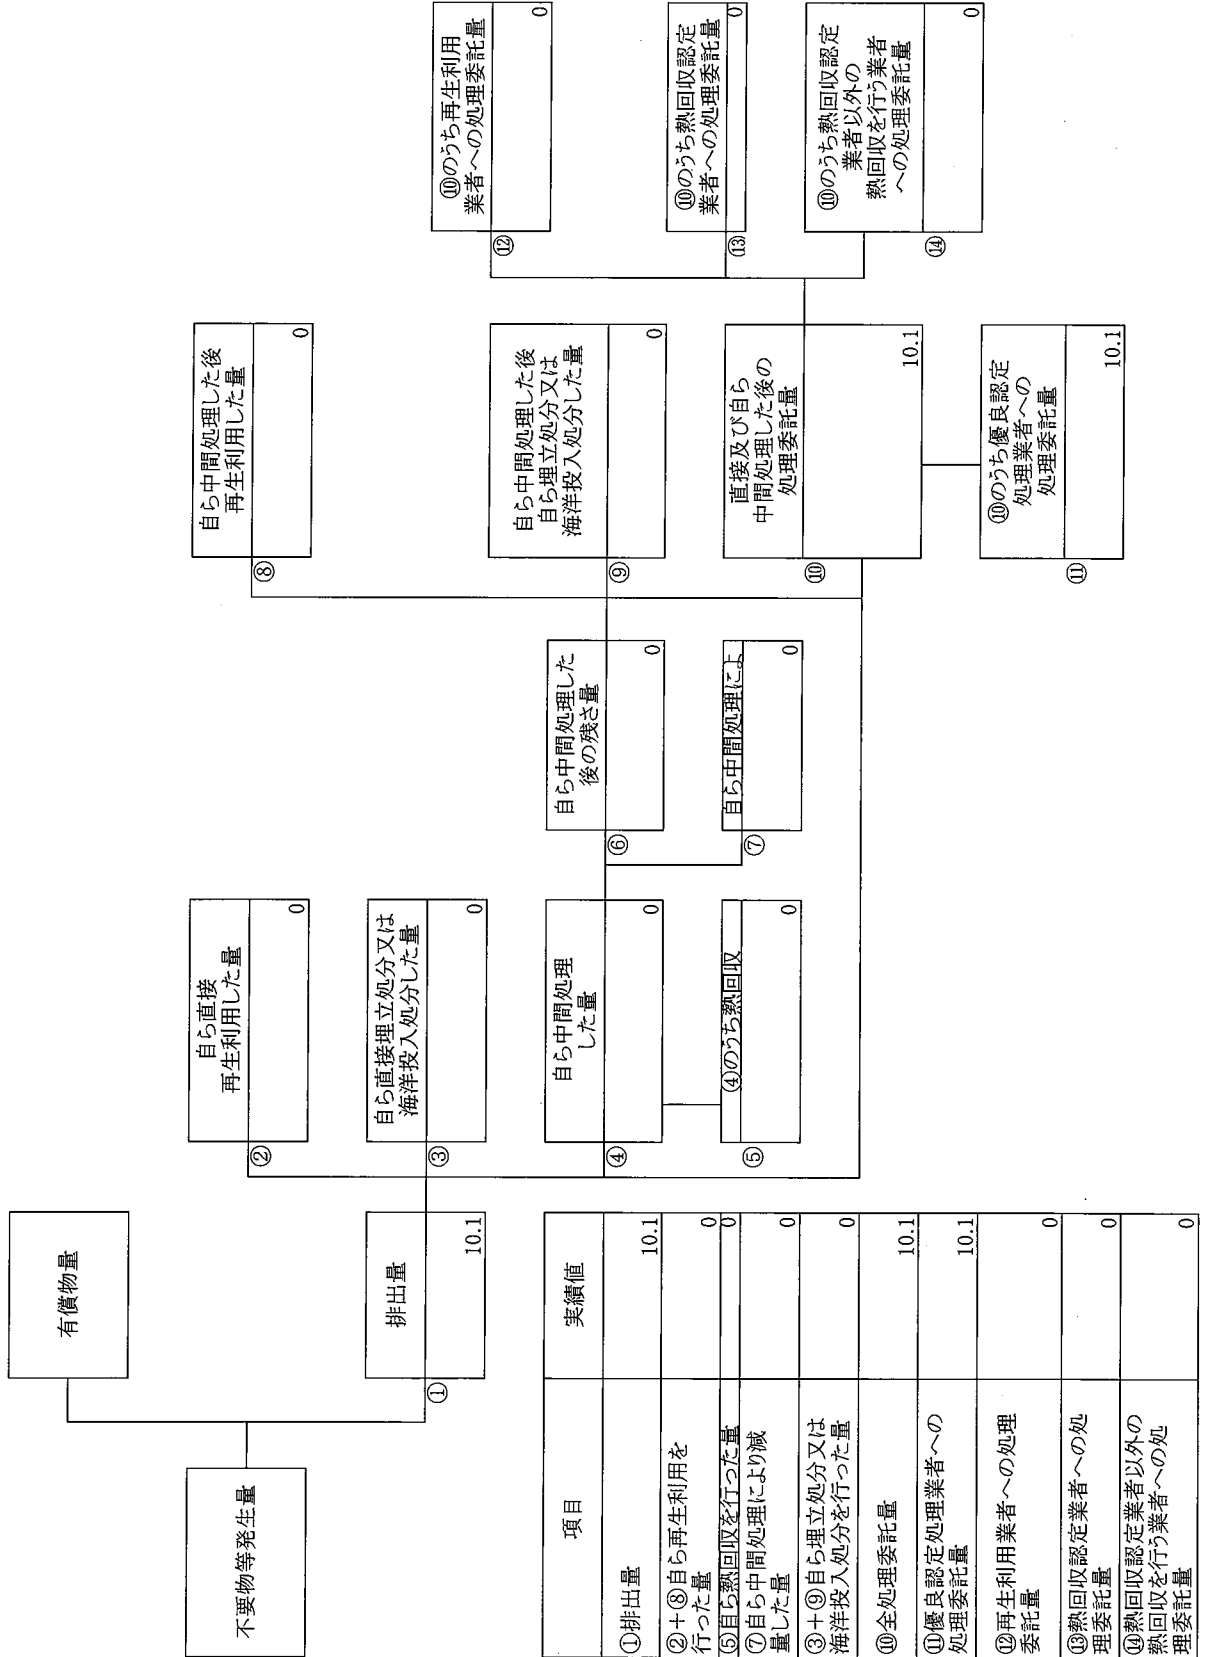 不要物等発生量
有償物量
①
排出量
10.1
②
自ら直接
再生利用した量
0
③
自ら直接埋立処分又は
海洋投入処分した量
0
④
自ら中間処理
した量
0
⑤
④のうち熱回収
0
⑥
自ら中間処理した
後の残さ量
0
⑦
自ら中間処理によ
0
⑧
自ら中間処理した後
再生利用した量
0
⑨
自ら中間処理した後
自ら埋立処分又は
海洋投入処分した量
0
⑩
直接及び自ら
中間処理した後の
処理委託量
10.1
⑪
⑩のうち優良認定
処理業者への
処理委託量
10.1
⑫
⑩のうち再生利用
業者への処理委託量
0
⑬
⑩のうち熱回収認定
業者への処理委託量
0
⑭
⑩のうち熱回収認定
業者以外の
熱回収を行う業者
への処理委託量
0
項目 実績値
①排出量 10.1
②+⑧自ら再生利用を
行った量 0
⑤自ら熱回収を行った量 0
⑦自ら中間処理により減
量した量 0
③+⑨自ら埋立処分又は
海洋投入処分を行った量 0
⑩全処理委託量 10.1
⑪優良認定処理業者への
処理委託量 10.1
⑫再生利用業者への処理
委託量 0
⑬熱回収認定業者への処
理委託量 0
⑭熱回収認定業者以外の
熱回収を行う業者への処
理委託量 0